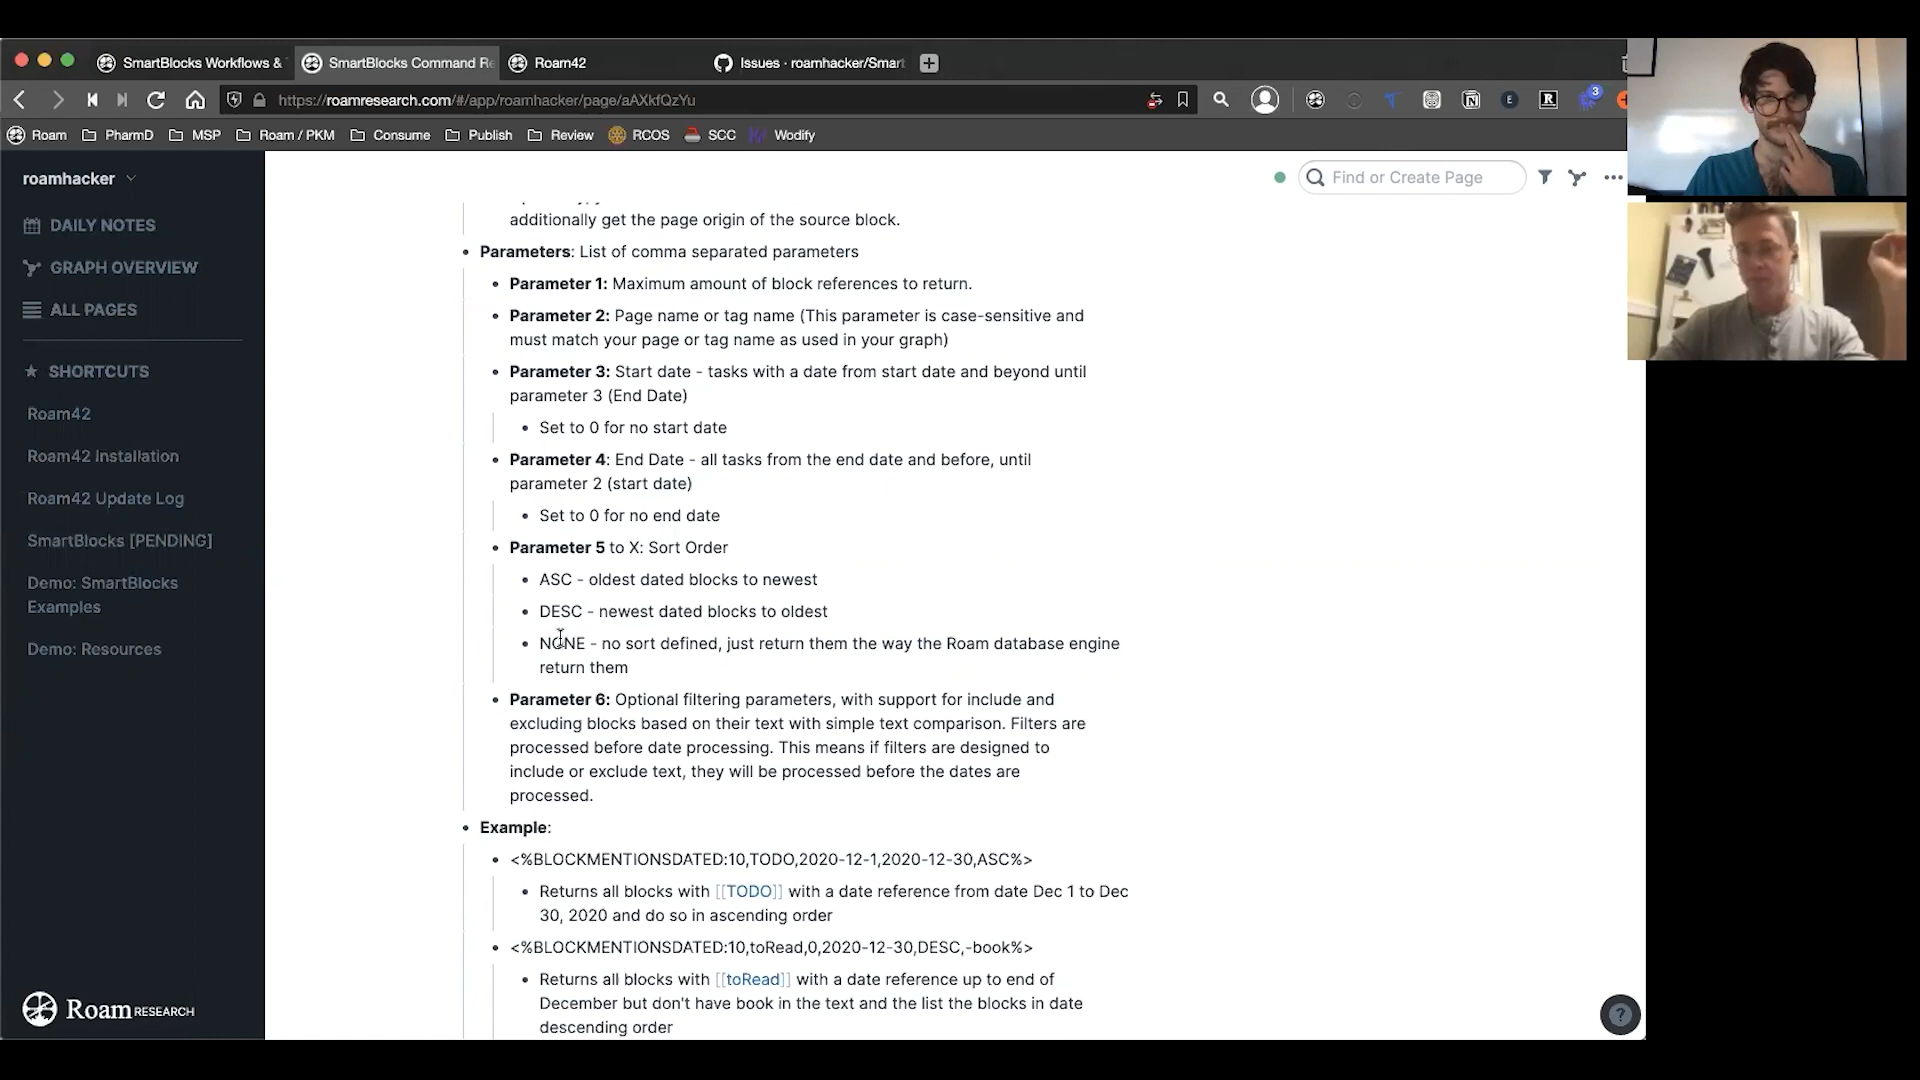 SmartBlocks Workflows &
SmartBlocks Command Re
Roam42
Issues · roamhacker/Smart
https://roamresearch.com/#/app/roamhacker/page/aAXkfQzYu
3
Roam
PharmD
MSP
Roam / PKM
Consume
Publish
Review
RCOS
SCC
Wodify
roamhacker
DAILY NOTES
GRAPH OVERVIEW
ALL PAGES
SHORTCUTS
Roam42
Roam42 Installation
Roam42 Update Log
SmartBlocks [PENDING]
Demo: SmartBlocks
Examples
Demo: Resources
Roam RESEARCH
Find or Create Page
additionally get the page origin of the source block.
Parameters: List of comma separated parameters
Parameter 1: Maximum amount of block references to return.
Parameter 2: Page name or tag name (This parameter is case-sensitive and
must match your page or tag name as used in your graph)
Parameter 3: Start date - tasks with a date from start date and beyond until
parameter 3 (End Date)
Set to 0 for no start date
Parameter 4: End Date - all tasks from the end date and before, until
parameter 2 (start date)
Set to 0 for no end date
Parameter 5 to X: Sort Order
ASC - oldest dated blocks to newest
DESC - newest dated blocks to oldest
NONE - no sort defined, just return them the way the Roam database engine
return them
Parameter 6: Optional filtering parameters, with support for include and
excluding blocks based on their text with simple text comparison. Filters are
processed before date processing. This means if filters are designed to
include or exclude text, they will be processed before the dates are
processed.
Example:
<%BLOCKMENTIONSDATED:10,TODO,2020-12-1,2020-12-30,ASC%>
Returns all blocks with [[TODO]] with a date reference from date Dec 1 to Dec
30, 2020 and do so in ascending order
<%BLOCKMENTIONSDATED:10,toRead,0,2020-12-30,DESC,-book%>
Returns all blocks with [[toRead]] with a date reference up to end of
December but don't have book in the text and the list the blocks in date
descending order
?